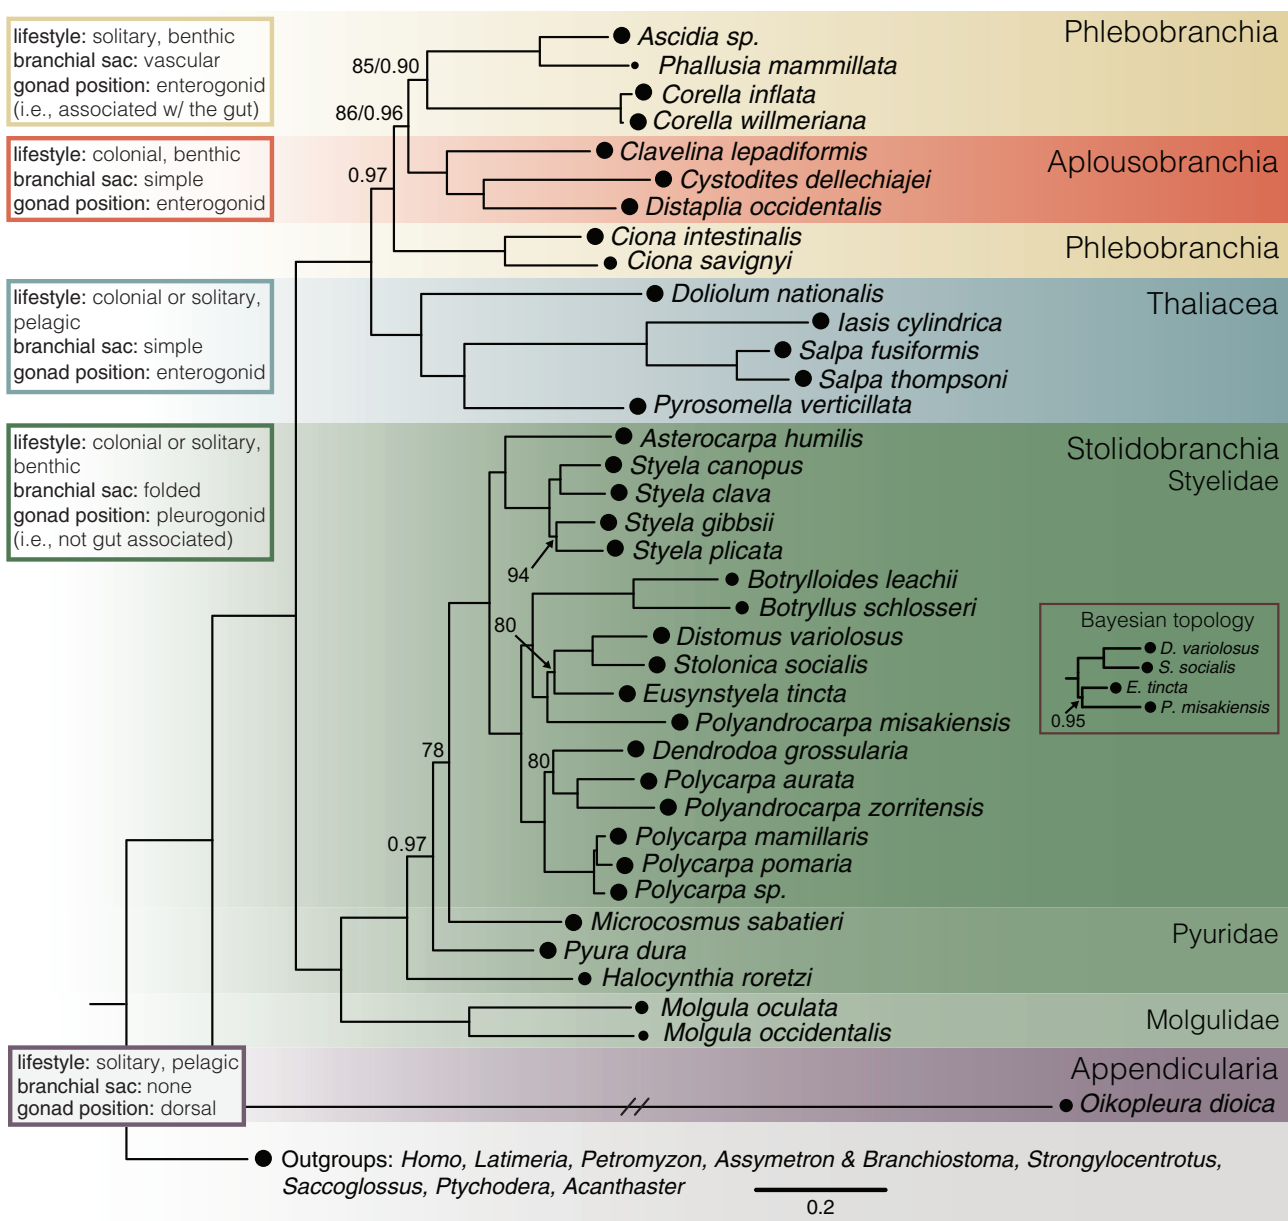 lifestyle: solitary, benthic
branchial sac: vascular
gonad position: enterogonid
(i.e., associated w/ the gut)
Phlebobranchia
85/0.90
Ascidia sp.
Phallusia mammillata
Corella inflata
86/0.96
Corella willmeriana
lifestyle: colonial, benthic
branchial sac: simple
gonad position: enterogonid
Aplousobranchia
Clavelina lepadiformis
0.97
Cystodites dellechiajei
Distaplia occidentalis
Phlebobranchia
Ciona intestinalis
Ciona savignyi
lifestyle: colonial or solitary,
pelagic
branchial sac: simple
gonad position: enterogonid
Thaliacea
Doliolum nationalis
Iasis cylindrica
Salpa fusiformis
Salpa thompsoni
Pyrosomella verticillata
lifestyle: colonial or solitary,
benthic
branchial sac: folded
gonad position: pleurogonid
(i.e., not gut associated)
Stolidobranchia
Styelidae
Asterocarpa humilis
Styela canopus
Styela clava
Styela gibbsii
Styela plicata
94
Botrylloides leachii
Botryllus schlosseri
80
Distomus variolosus
Stolonica socialis
Eusynstyela tincta
Polyandrocarpa misakiensis
Bayesian topology
D. variolosus
S. socialis
E. tincta
P. misakiensis
0.95
78
80
Dendrodoa grossularia
Polycarpa aurata
Polyandrocarpa zorritensis
Polycarpa mamillaris
0.97
Polycarpa pomaria
Polycarpa sp.
Microcosmus sabatieri
Pyuridae
Pyura dura
Halocynthia roretzi
Molgula oculata
Molgulidae
Molgula occidentalis
lifestyle: solitary, pelagic
branchial sac: none
gonad position: dorsal
Appendicularia
Oikopleura dioica
Outgroups: Homo, Latimeria, Petromyzon, Assymetron & Branchiostoma, Strongylocentrotus,
Saccoglossus, Ptychodera, Acanthaster
0.2